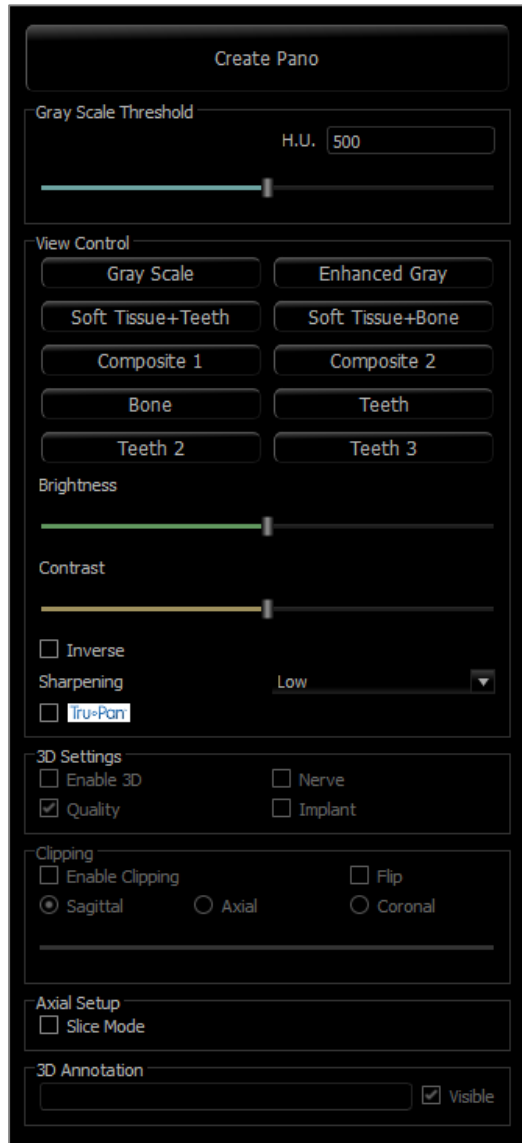 Create Pano
Gray Scale Threshold
H.U. 500
View Control
Gray Scale Enhanced Gray
Soft Tissue+Teeth Soft Tissue+Bone
Composite 1 Composite 2
Bone Teeth
Teeth 2 Teeth 3
Brightness
Contrast
Inverse
Sharpening Low
Tru•Pan™
3D Settings
Enable 3D Nerve
Quality Implant
Clipping
Enable Clipping Flip
Sagittal Axial Coronal
Axial Setup
Slice Mode
3D Annotation
Visible